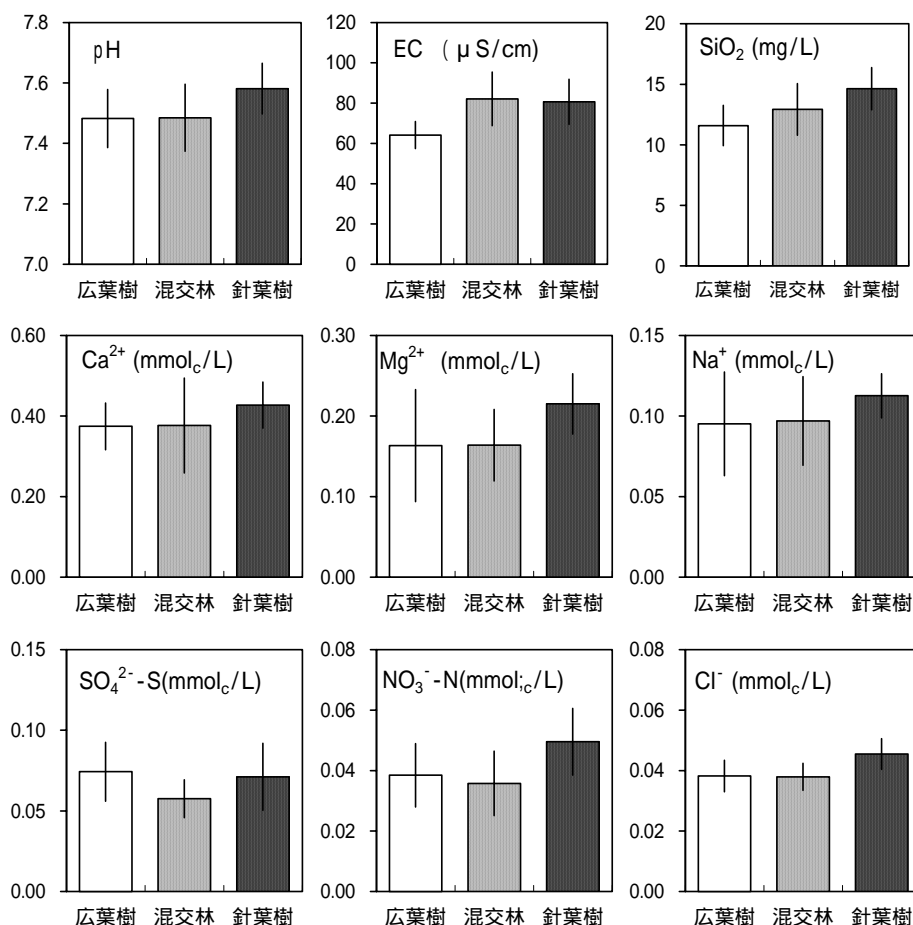 pH
7.8
7.6
7.4
7.2
7.0
広葉樹 混交林 針葉樹
EC ( μ S/cm)
120
100
80
60
40
20
0
広葉樹 混交林 針葉樹
SiO₂ (mg/L)
20
15
10
5
0
広葉樹 混交林 針葉樹
Ca²⁺ (mmolc/L)
0.60
0.40
0.20
0.00
広葉樹 混交林 針葉樹
Mg²⁺ (mmolc/L)
0.30
0.20
0.10
0.00
広葉樹 混交林 針葉樹
Na⁺ (mmolc/L)
0.15
0.10
0.05
0.00
広葉樹 混交林 針葉樹
SO₄²⁻-S(mmolc/L)
0.15
0.10
0.05
0.00
広葉樹 混交林 針葉樹
NO₃⁻-N(mmol;c/L)
0.08
0.06
0.04
0.02
0.00
広葉樹 混交林 針葉樹
Cl⁻ (mmolc/L)
0.08
0.06
0.04
0.02
0.00
広葉樹 混交林 針葉樹